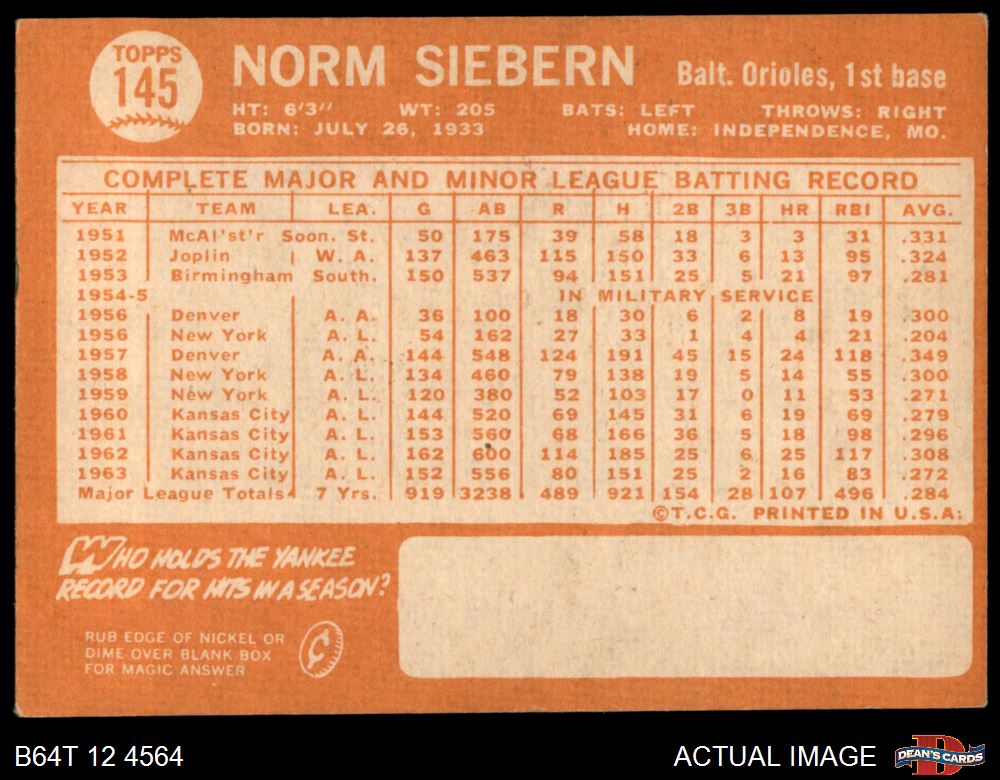 TOPPS
145
NORM SIEBERN Balt. Orioles, 1st base
HT: 6'3" WT: 205 BATS: LEFT THROWS: RIGHT
BORN: JULY 26, 1933 HOME: INDEPENDENCE, MO.
COMPLETE MAJOR AND MINOR LEAGUE BATTING RECORD
YEAR TEAM LEA. G AB R H 2B 3B HR RBI AVG.
1951 McAl'st'r Soon. St. 50 175 39 58 18 3 3 31 .331
1952 Joplin W. A. 137 463 115 150 33 6 13 95 .324
1953 Birmingham South. 150 537 94 151 25 5 21 97 .281
1954-5 IN MILITARY SERVICE
1956 Denver A. A. 36 100 18 30 6 2 8 19 .300
1956 New York A. L. 54 162 27 33 1 4 4 21 .204
1957 Denver A. A. 144 548 124 191 45 15 24 118 .349
1958 New York A. L. 134 460 79 138 19 5 14 55 .300
1959 New York A. L. 120 380 52 103 17 0 11 53 .271
1960 Kansas City A. L. 144 520 69 145 31 6 19 69 .279
1961 Kansas City A. L. 153 560 68 166 36 5 18 98 .296
1962 Kansas City A. L. 162 600 114 185 25 6 25 117 .308
1963 Kansas City A. L. 152 556 80 151 25 2 16 83 .272
Major League Totals 7 Yrs. 919 3238 489 921 154 28 107 496 .284
©T.C.G. PRINTED IN U.S.A.
WHO HOLDS THE YANKEE
RECORD FOR HITS IN A SEASON?
RUB EDGE OF NICKEL OR
DIME OVER BLANK BOX
FOR MAGIC ANSWER
¢
B64T 12 4564 ACTUAL IMAGE DEAN'S CARDS